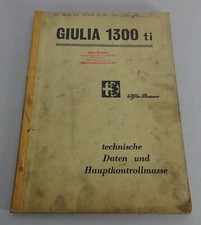 GIULIA 1300 ti
Alfa Romeo
technische
Daten und
Hauptkontrollmasse